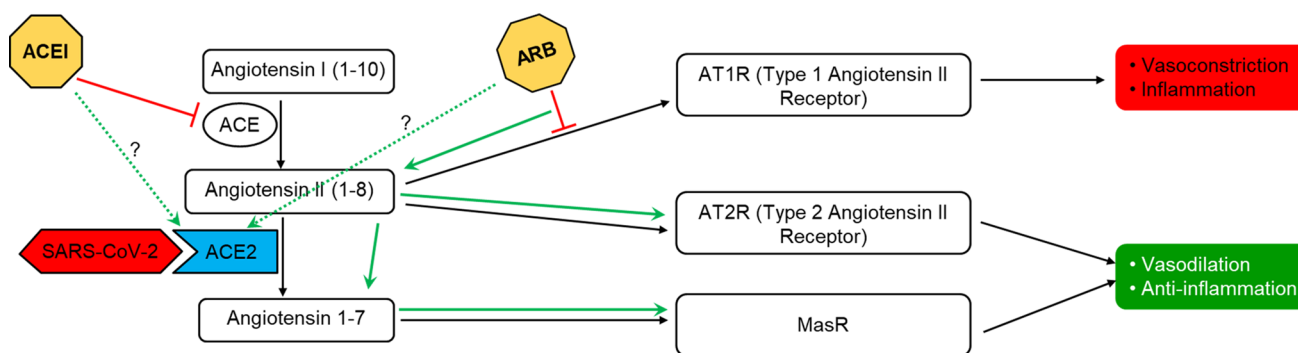 ACEI
ARB
Angiotensin I (1-10)
AT1R (Type 1 Angiotensin II
Receptor)
• Vasoconstriction
• Inflammation
ACE
?
?
Angiotensin II (1-8)
AT2R (Type 2 Angiotensin II
Receptor)
SARS-CoV-2
ACE2
• Vasodilation
• Anti-inflammation
Angiotensin 1-7
MasR